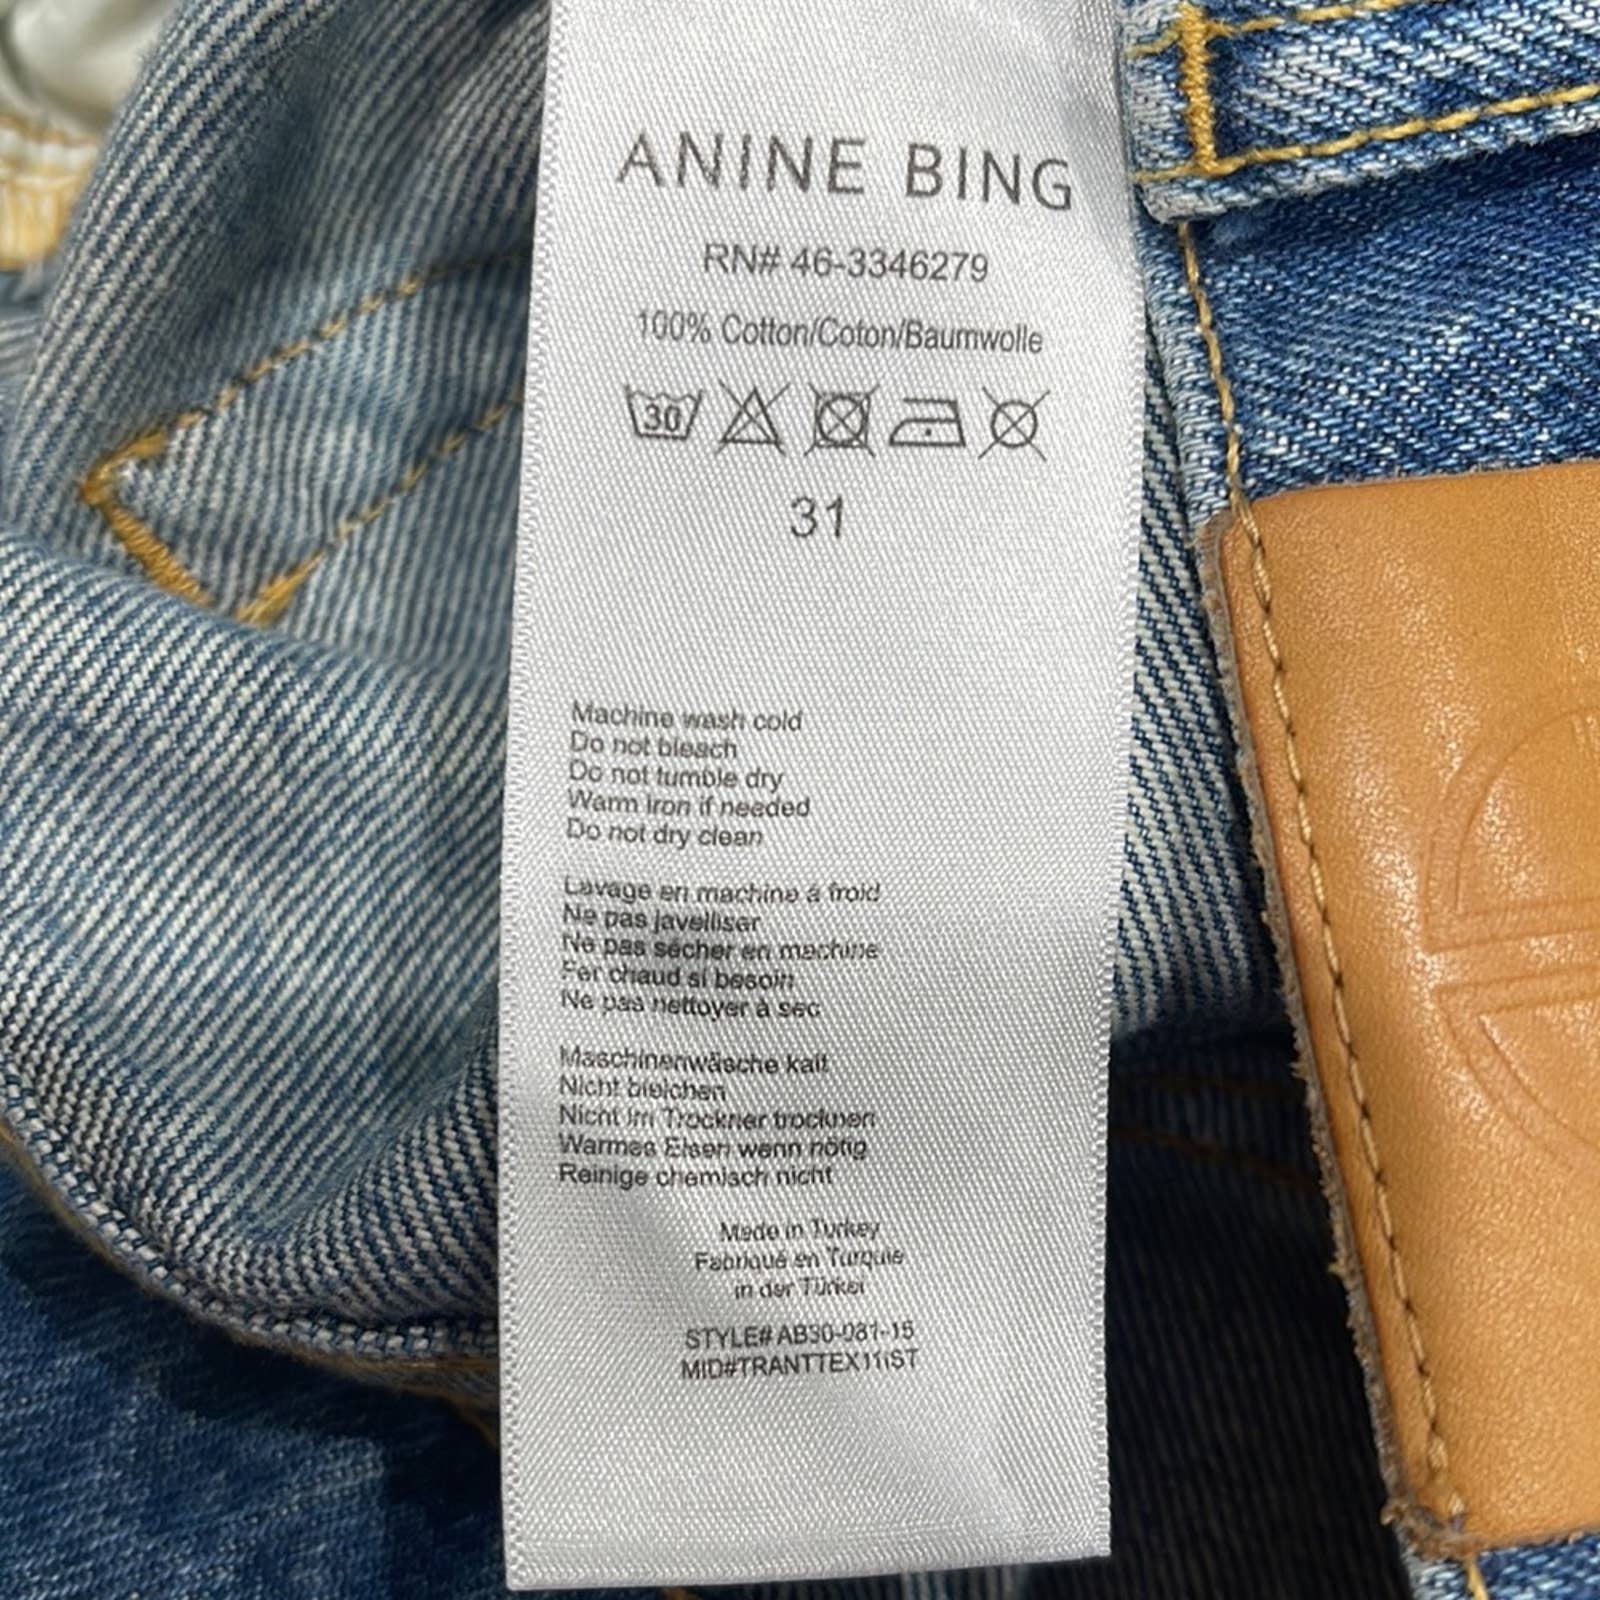 ANINE BING
RN# 46-3346279
100% Cotton/Coton/Baumwolle
30
31
Machine wash cold
Do not bleach
Do not tumble dry
Warm Iron if needed
Do not dry clean
Lavage en machine à froid
Ne pas javelliser
Ne pas sécher en machine
Fer chaud si besoin
Ne pas nettoyer à sec
Maschinenwäsche kalt
Nicht bleichen
Nicht Im Trockner trocknen
Warmes Eisen wenn nötig
Reinige chemisch nicht
Made in Turkey
Fabriqué en Turquie
in der Türkei
STYLE# AB30-081-15
MID#TRANTTEX11iST